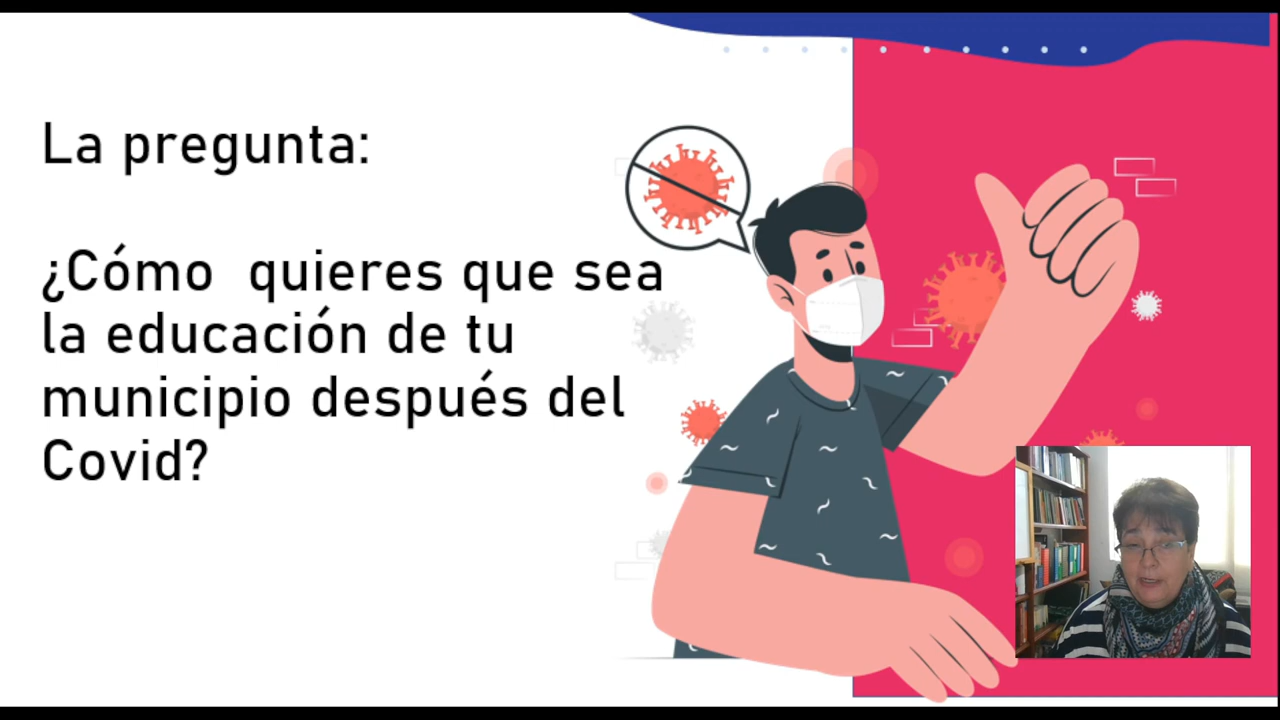 La pregunta:
¿Cómo quieres que sea
la educación de tu
municipio después del
Covid?